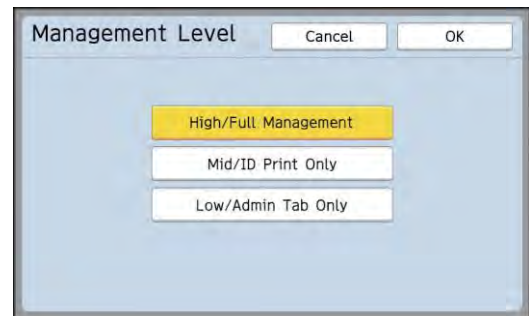 Management Level
Cancel
OK
High/Full Management
Mid/ID Print Only
Low/Admin Tab Only